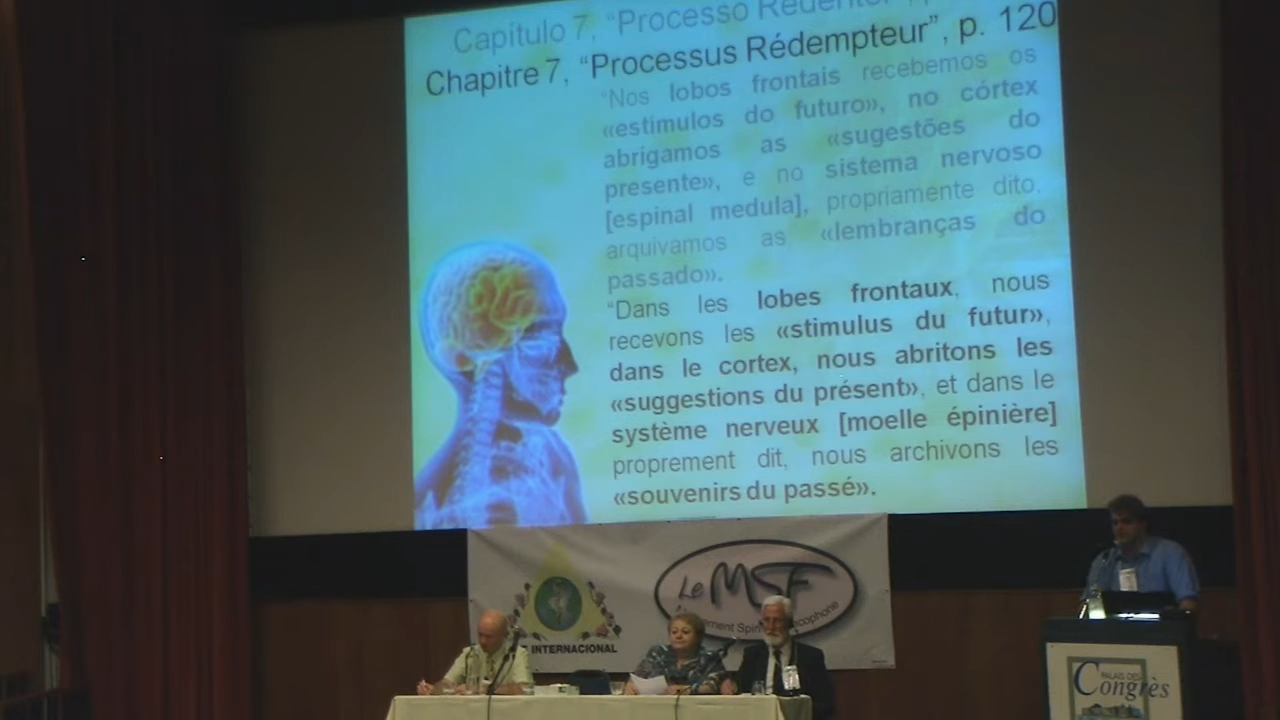 Capítulo 7, "Processo Redentor",
Chapitre 7, "Processus Rédempteur", p. 120
"Nos lobos frontais recebemos os
«estimulos do futuro», no córtex
abrigamos as «sugestões do
presente», e no sistema nervoso
[espinal medula], propriamente dito,
arquivamos as «lembranças do
passado».
"Dans les lobes frontaux, nous
recevons les «stimulus du futur»,
dans le cortex, nous abritons les
«suggestions du présent», et dans le
système nerveux [moelle épinière]
proprement dit, nous archivons les
«souvenirs du passé».
Le MSF
INTERNACIONAL
PALAIS DES
Congrès